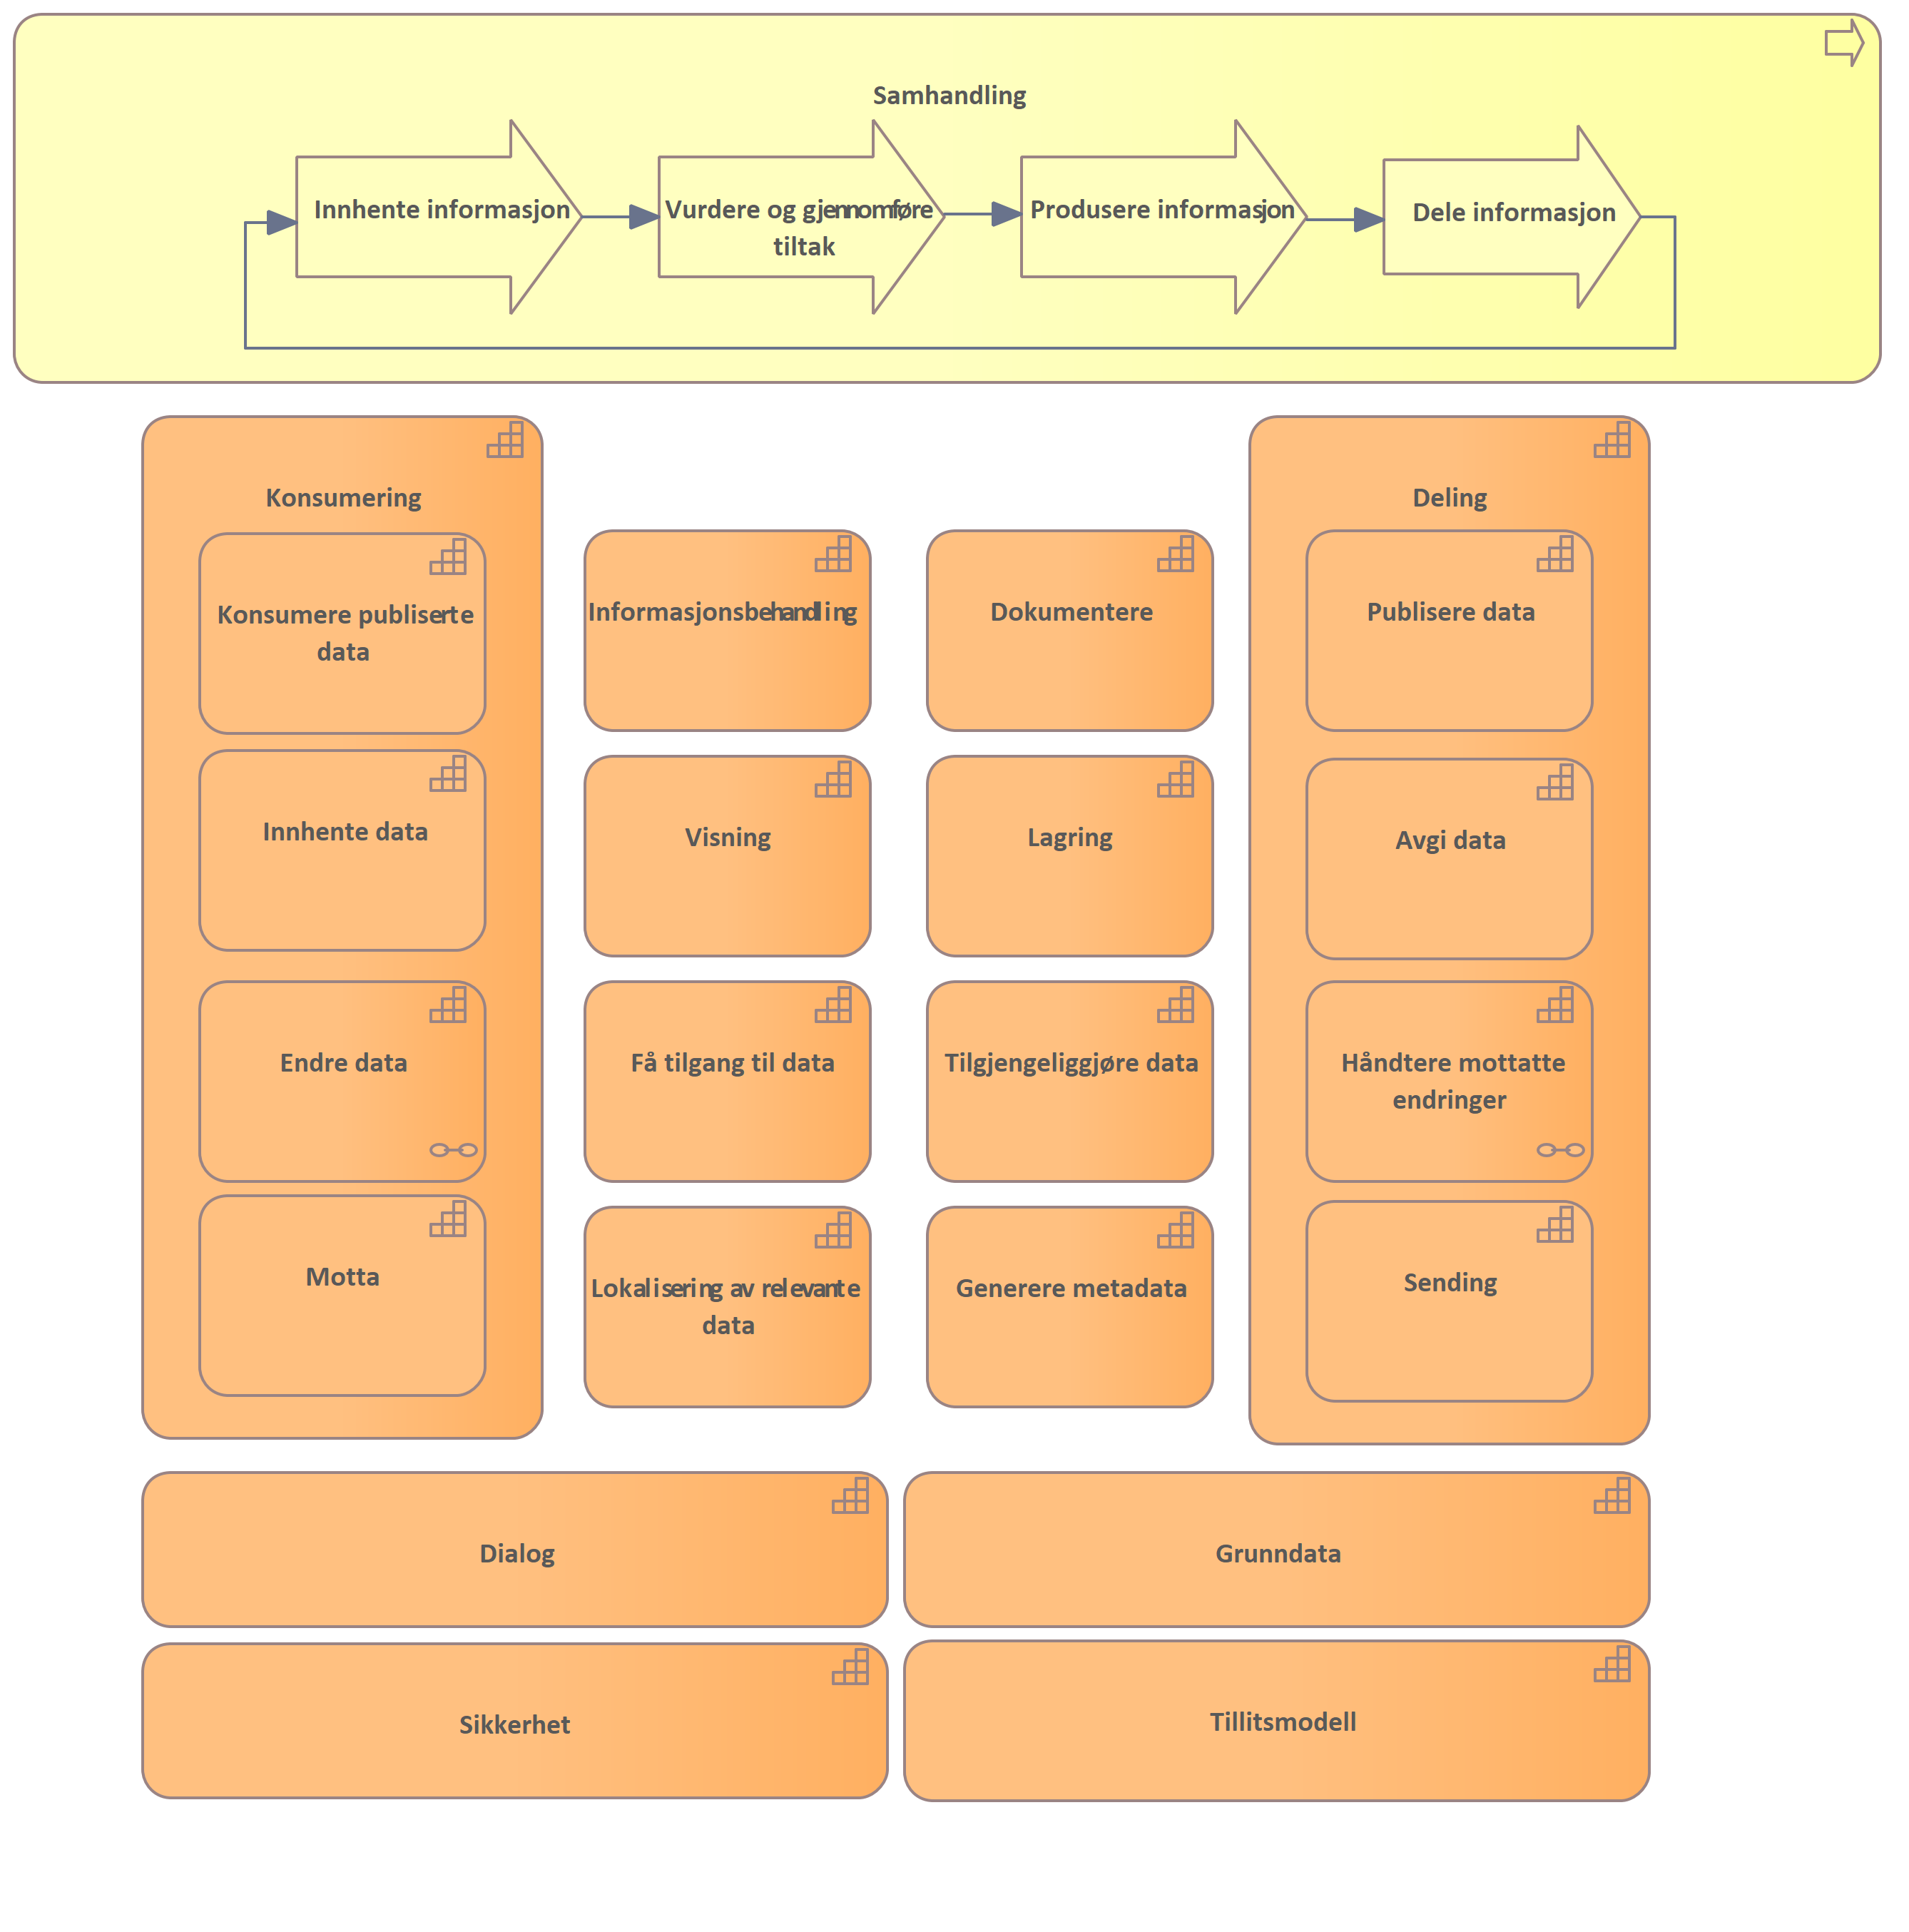 Samhandling
Innhente informasjon
Vurdere og gjennomføre
tiltak
Produsere informasjon
Dele informasjon
Konsumering
Konsumere publiserte
data
Innhente data
Endre data
Motta
Informasjonsbehandling
Visning
Få tilgang til data
Lokalisering av relevante
data
Dokumentere
Lagring
Tilgjengeliggjøre data
Generere metadata
Deling
Publisere data
Avgi data
Håndtere mottatte
endringer
Sending
Dialog
Grunndata
Sikkerhet
Tillitsmodell